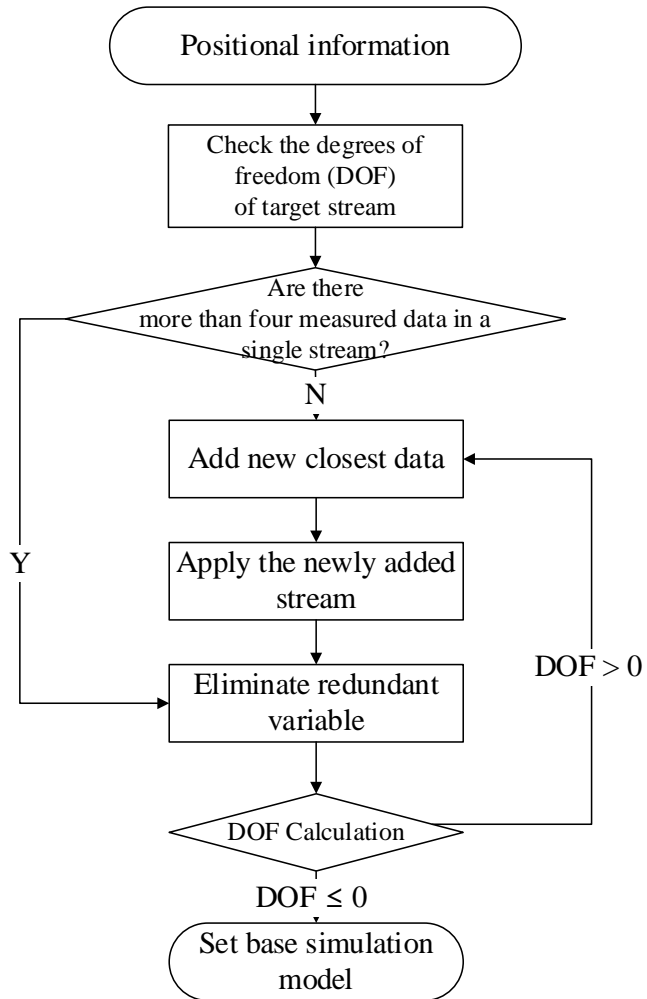 Positional information
Check the degrees of
freedom (DOF)
of target stream
Are there
more than four measured data in a
single stream?
N
Add new closest data
Y
Apply the newly added
stream
DOF > 0
Eliminate redundant
variable
DOF Calculation
DOF ≤ 0
Set base simulation
model